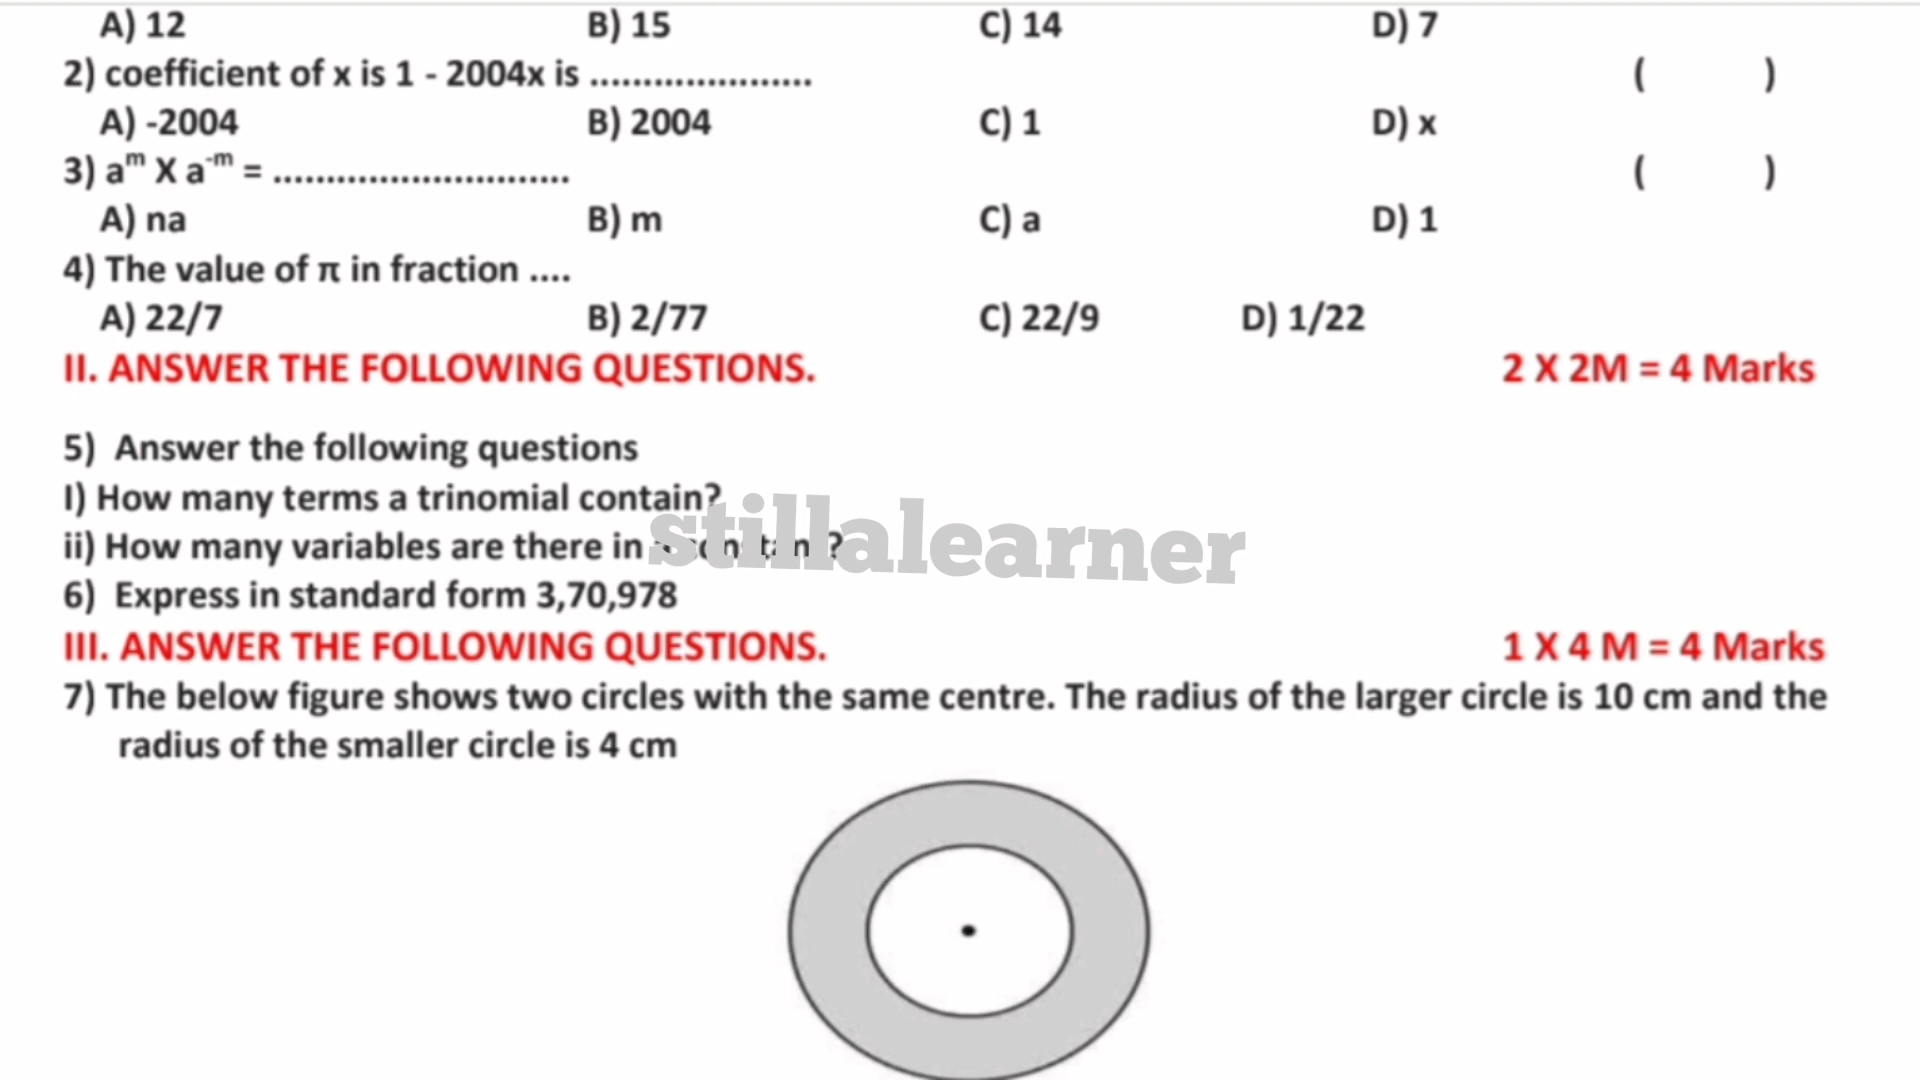 A) 12 B) 15 C) 14 D) 7
2) coefficient of x is 1 - 2004x is ..................... ( )
A) -2004 B) 2004 C) 1 D) x
3) aᵐ X a⁻ᵐ = ............................ ( )
A) na B) m C) a D) 1
4) The value of π in fraction ....
A) 22/7 B) 2/77 C) 22/9 D) 1/22
II. ANSWER THE FOLLOWING QUESTIONS. 2 X 2M = 4 Marks
5) Answer the following questions
I) How many terms a trinomial contain?
stillalearner
ii) How many variables are there in a constant?
6) Express in standard form 3,70,978
III. ANSWER THE FOLLOWING QUESTIONS. 1 X 4 M = 4 Marks
7) The below figure shows two circles with the same centre. The radius of the larger circle is 10 cm and the
radius of the smaller circle is 4 cm